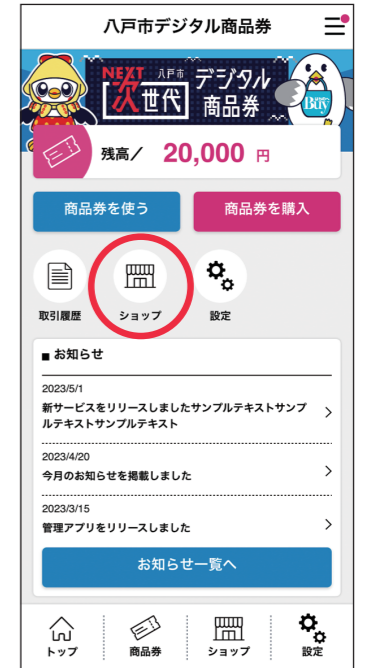 八戸市デジタル商品券
NEXT 八戸市
次世代
デジタル
商品券
Buy
残高/ 20,000 円
商品券を使う
商品券を購入
取引履歴
ショップ
設定
■ お知らせ
2023/5/1
新サービスをリリースしましたサンプルテキストサンプ
ルテキストサンプルテキスト
2023/4/20
今月のお知らせを掲載しました
2023/3/15
管理アプリをリリースしました
お知らせ一覧へ
トップ
商品券
ショップ
設定